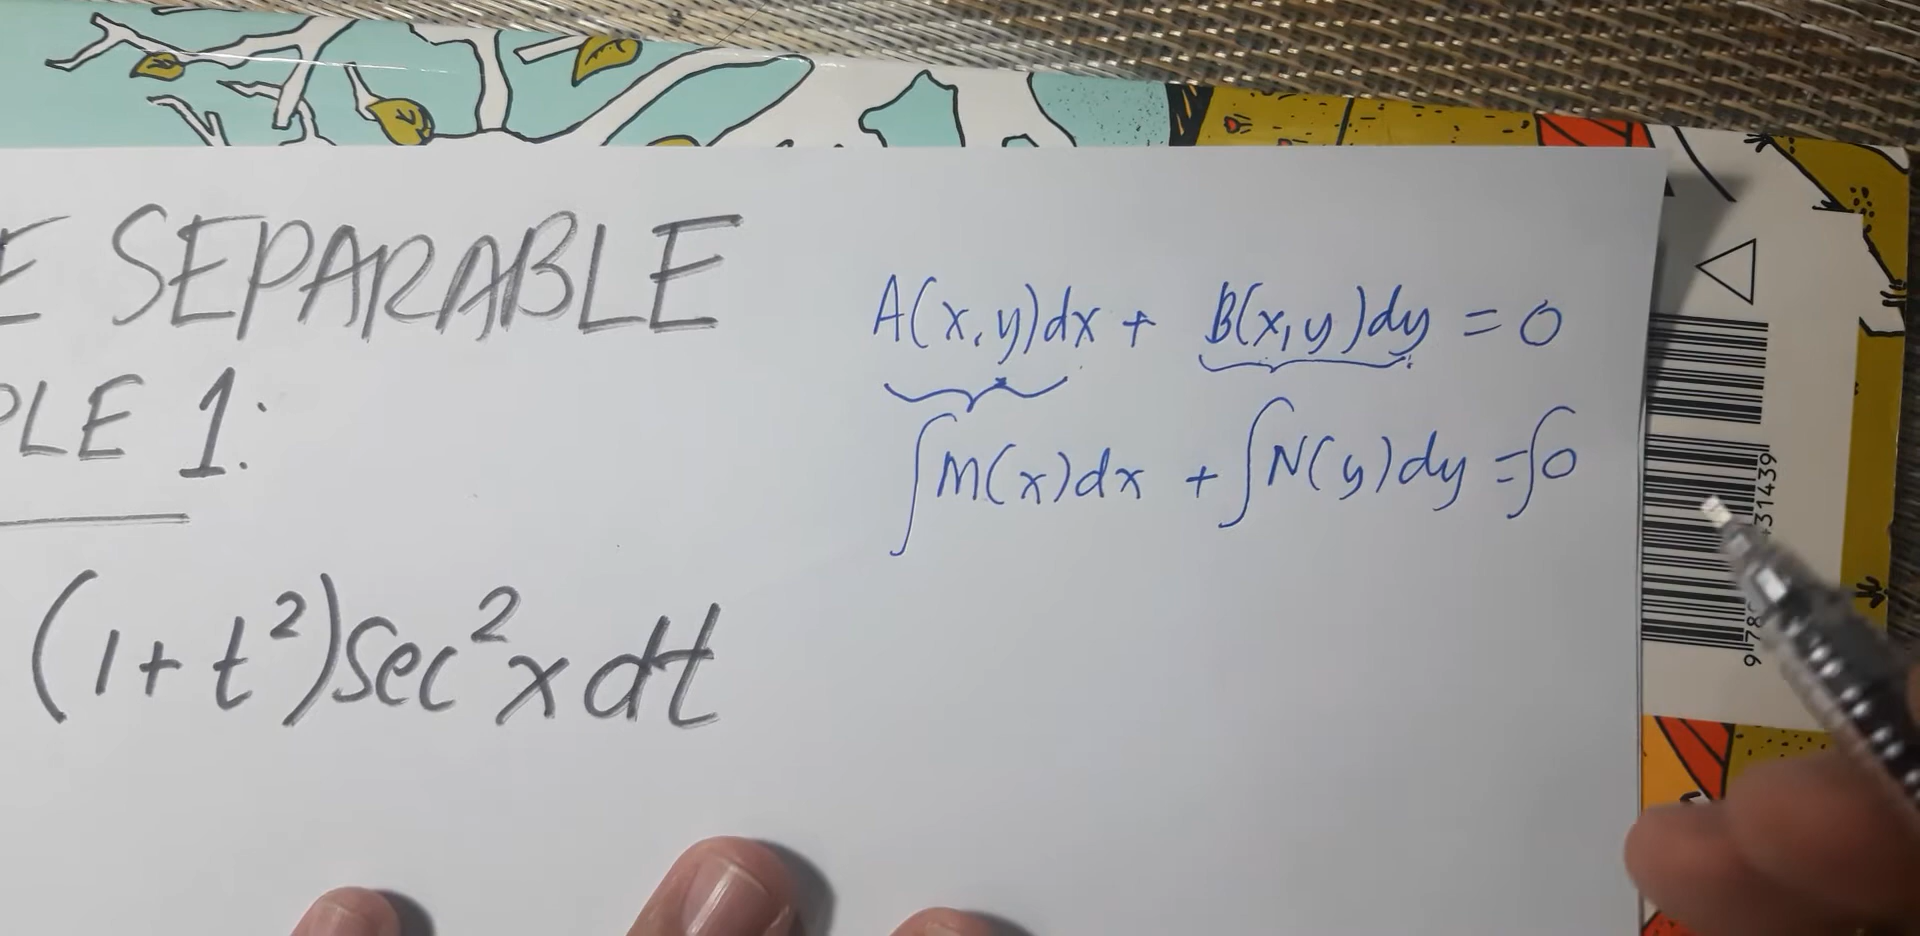 E SEPARABLE
PLE 1:
(1+t²)sec²x dt
A(x,y)dx + B(x,y)dy = 0
∫M(x)dx + ∫N(y)dy = ∫0
31439
978